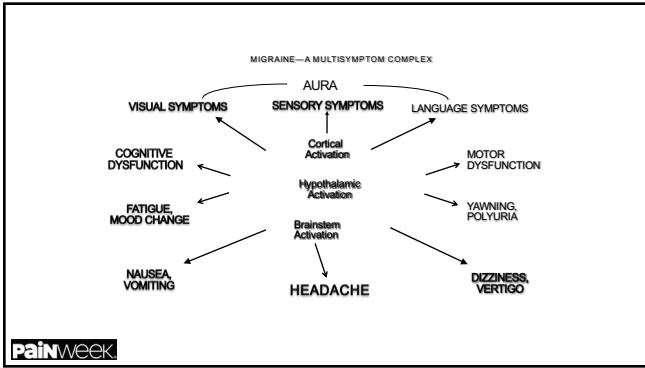 MIGRAINE—A MULTISYMPTOM COMPLEX
AURA
VISUAL SYMPTOMS
SENSORY SYMPTOMS
LANGUAGE SYMPTOMS
Cortical
Activation
COGNITIVE
DYSFUNCTION
MOTOR
DYSFUNCTION
Hypothalamic
Activation
FATIGUE,
MOOD CHANGE
YAWNING,
POLYURIA
Brainstem
Activation
NAUSEA,
VOMITING
HEADACHE
DIZZINESS,
VERTIGO
PaiNWeeK.